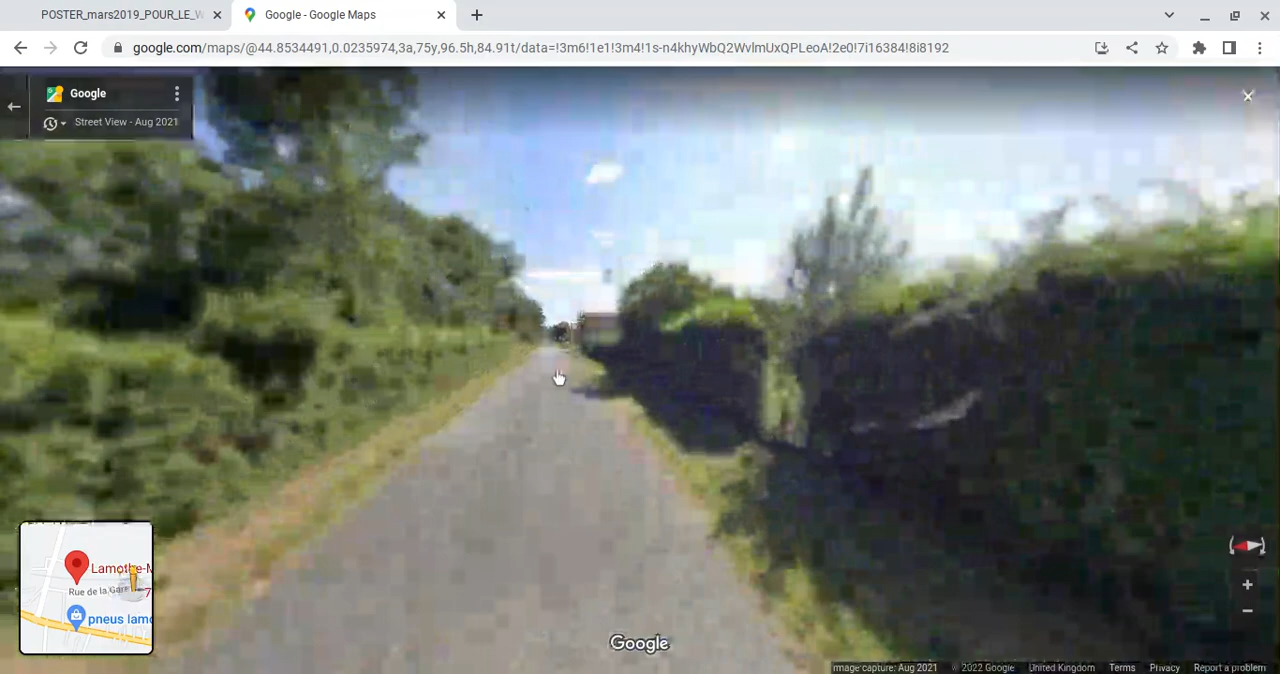 POSTER_mars2019_POUR_LE_W
Google - Google Maps
google.com/maps/@44.8534491,0.0235974,3a,75y,96.5h,84.91t/data=!3m6!1e1!3m4!1s-n4khyWbQ2WvlmUxQPLeoA!2e0!7i16384!8i8192
Google
Street View - Aug 2021
Lamothe-M
Rue de la Gare
7
pneus lamo
Google
Image capture: Aug 2021 © 2022 Google United Kingdom Terms Privacy Report a problem